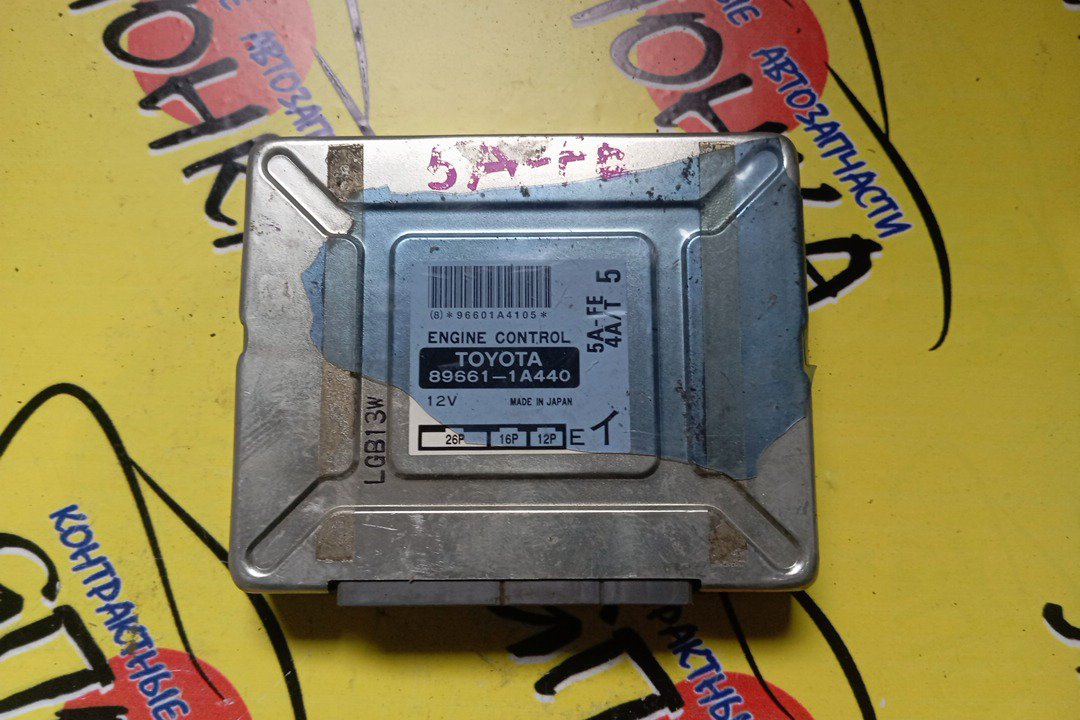 АВТОЗАПЧАСТИ
АВТОЗАПЧАСТИ
5A-FE
(8)*96601A4105*
ENGINE CONTROL
TOYOTA
89661-1A440
12V MADE IN JAPAN
26P 16P 12P E イ
5A-FE 5
4A/T
LGB13W
КОНТРАКТНЫЕ